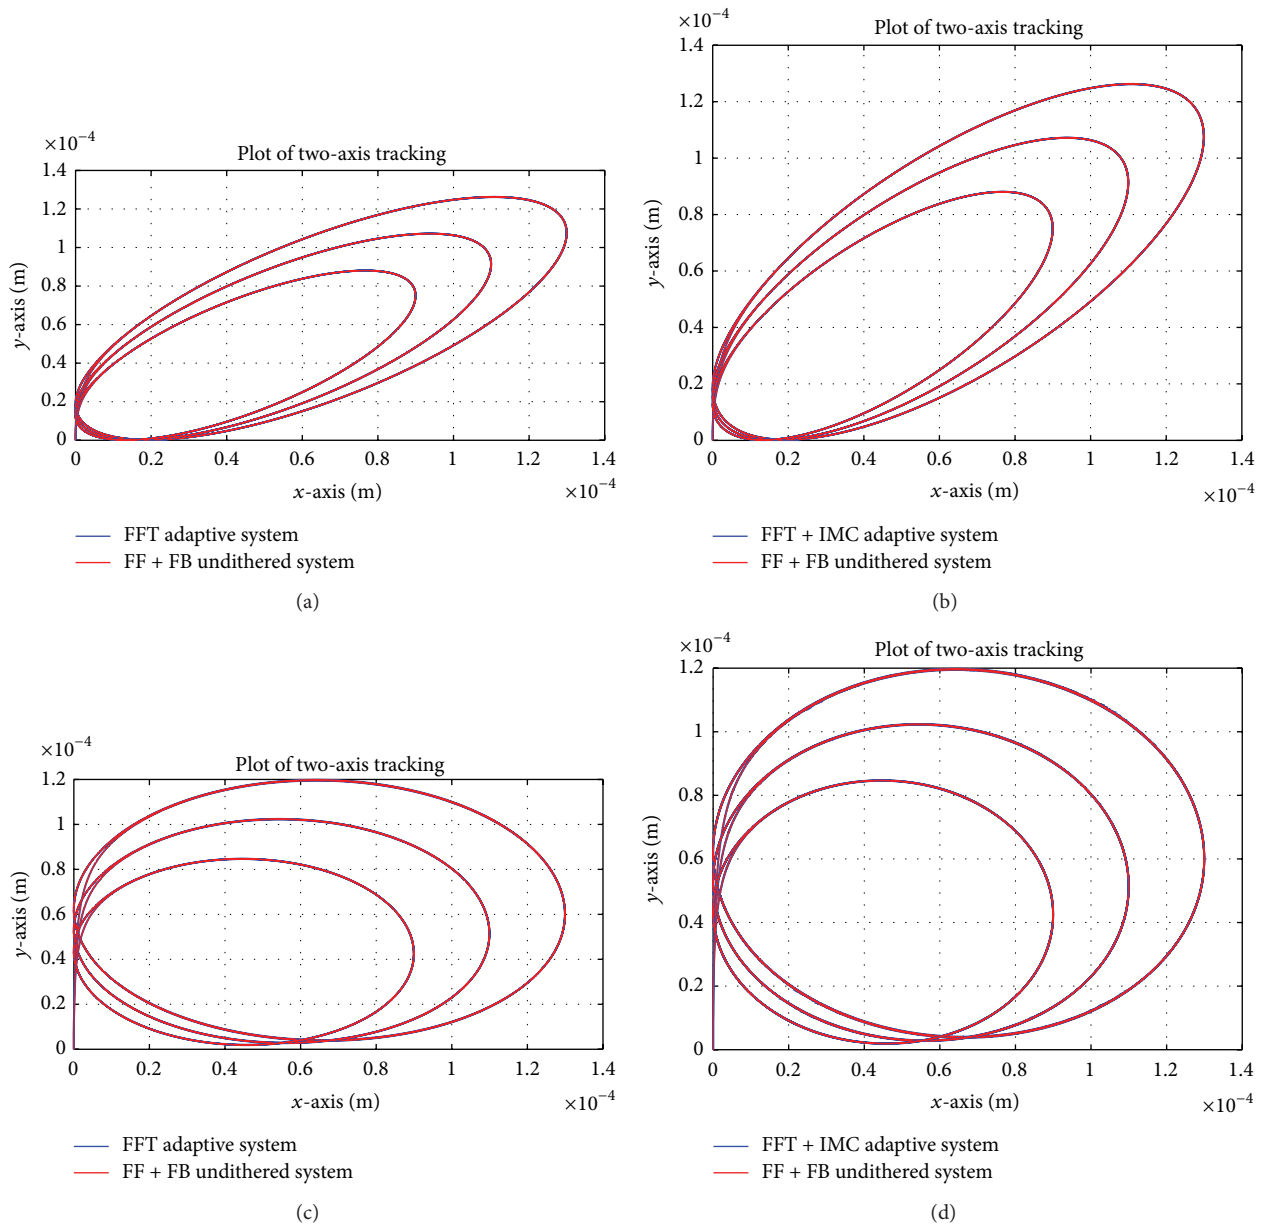 ×10−4
Plot of two-axis tracking
1.4
1.2
1
0.8
0.6
0.4
0.2
0
y-axis (m)
0 0.2 0.4 0.6 0.8 1 1.2 1.4
x-axis (m)
×10−4
FFT adaptive system
FF + FB undithered system
(a)
×10−4
Plot of two-axis tracking
1.4
1.2
1
0.8
0.6
0.4
0.2
0
y-axis (m)
0 0.2 0.4 0.6 0.8 1 1.2 1.4
x-axis (m)
×10−4
FFT + IMC adaptive system
FF + FB undithered system
(b)
×10−4
Plot of two-axis tracking
1.2
1
0.8
0.6
0.4
0.2
0
y-axis (m)
0 0.2 0.4 0.6 0.8 1 1.2 1.4
x-axis (m)
×10−4
FFT adaptive system
FF + FB undithered system
(c)
×10−4
Plot of two-axis tracking
1.2
1
0.8
0.6
0.4
0.2
0
y-axis (m)
0 0.2 0.4 0.6 0.8 1 1.2 1.4
x-axis (m)
×10−4
FFT + IMC adaptive system
FF + FB undithered system
(d)